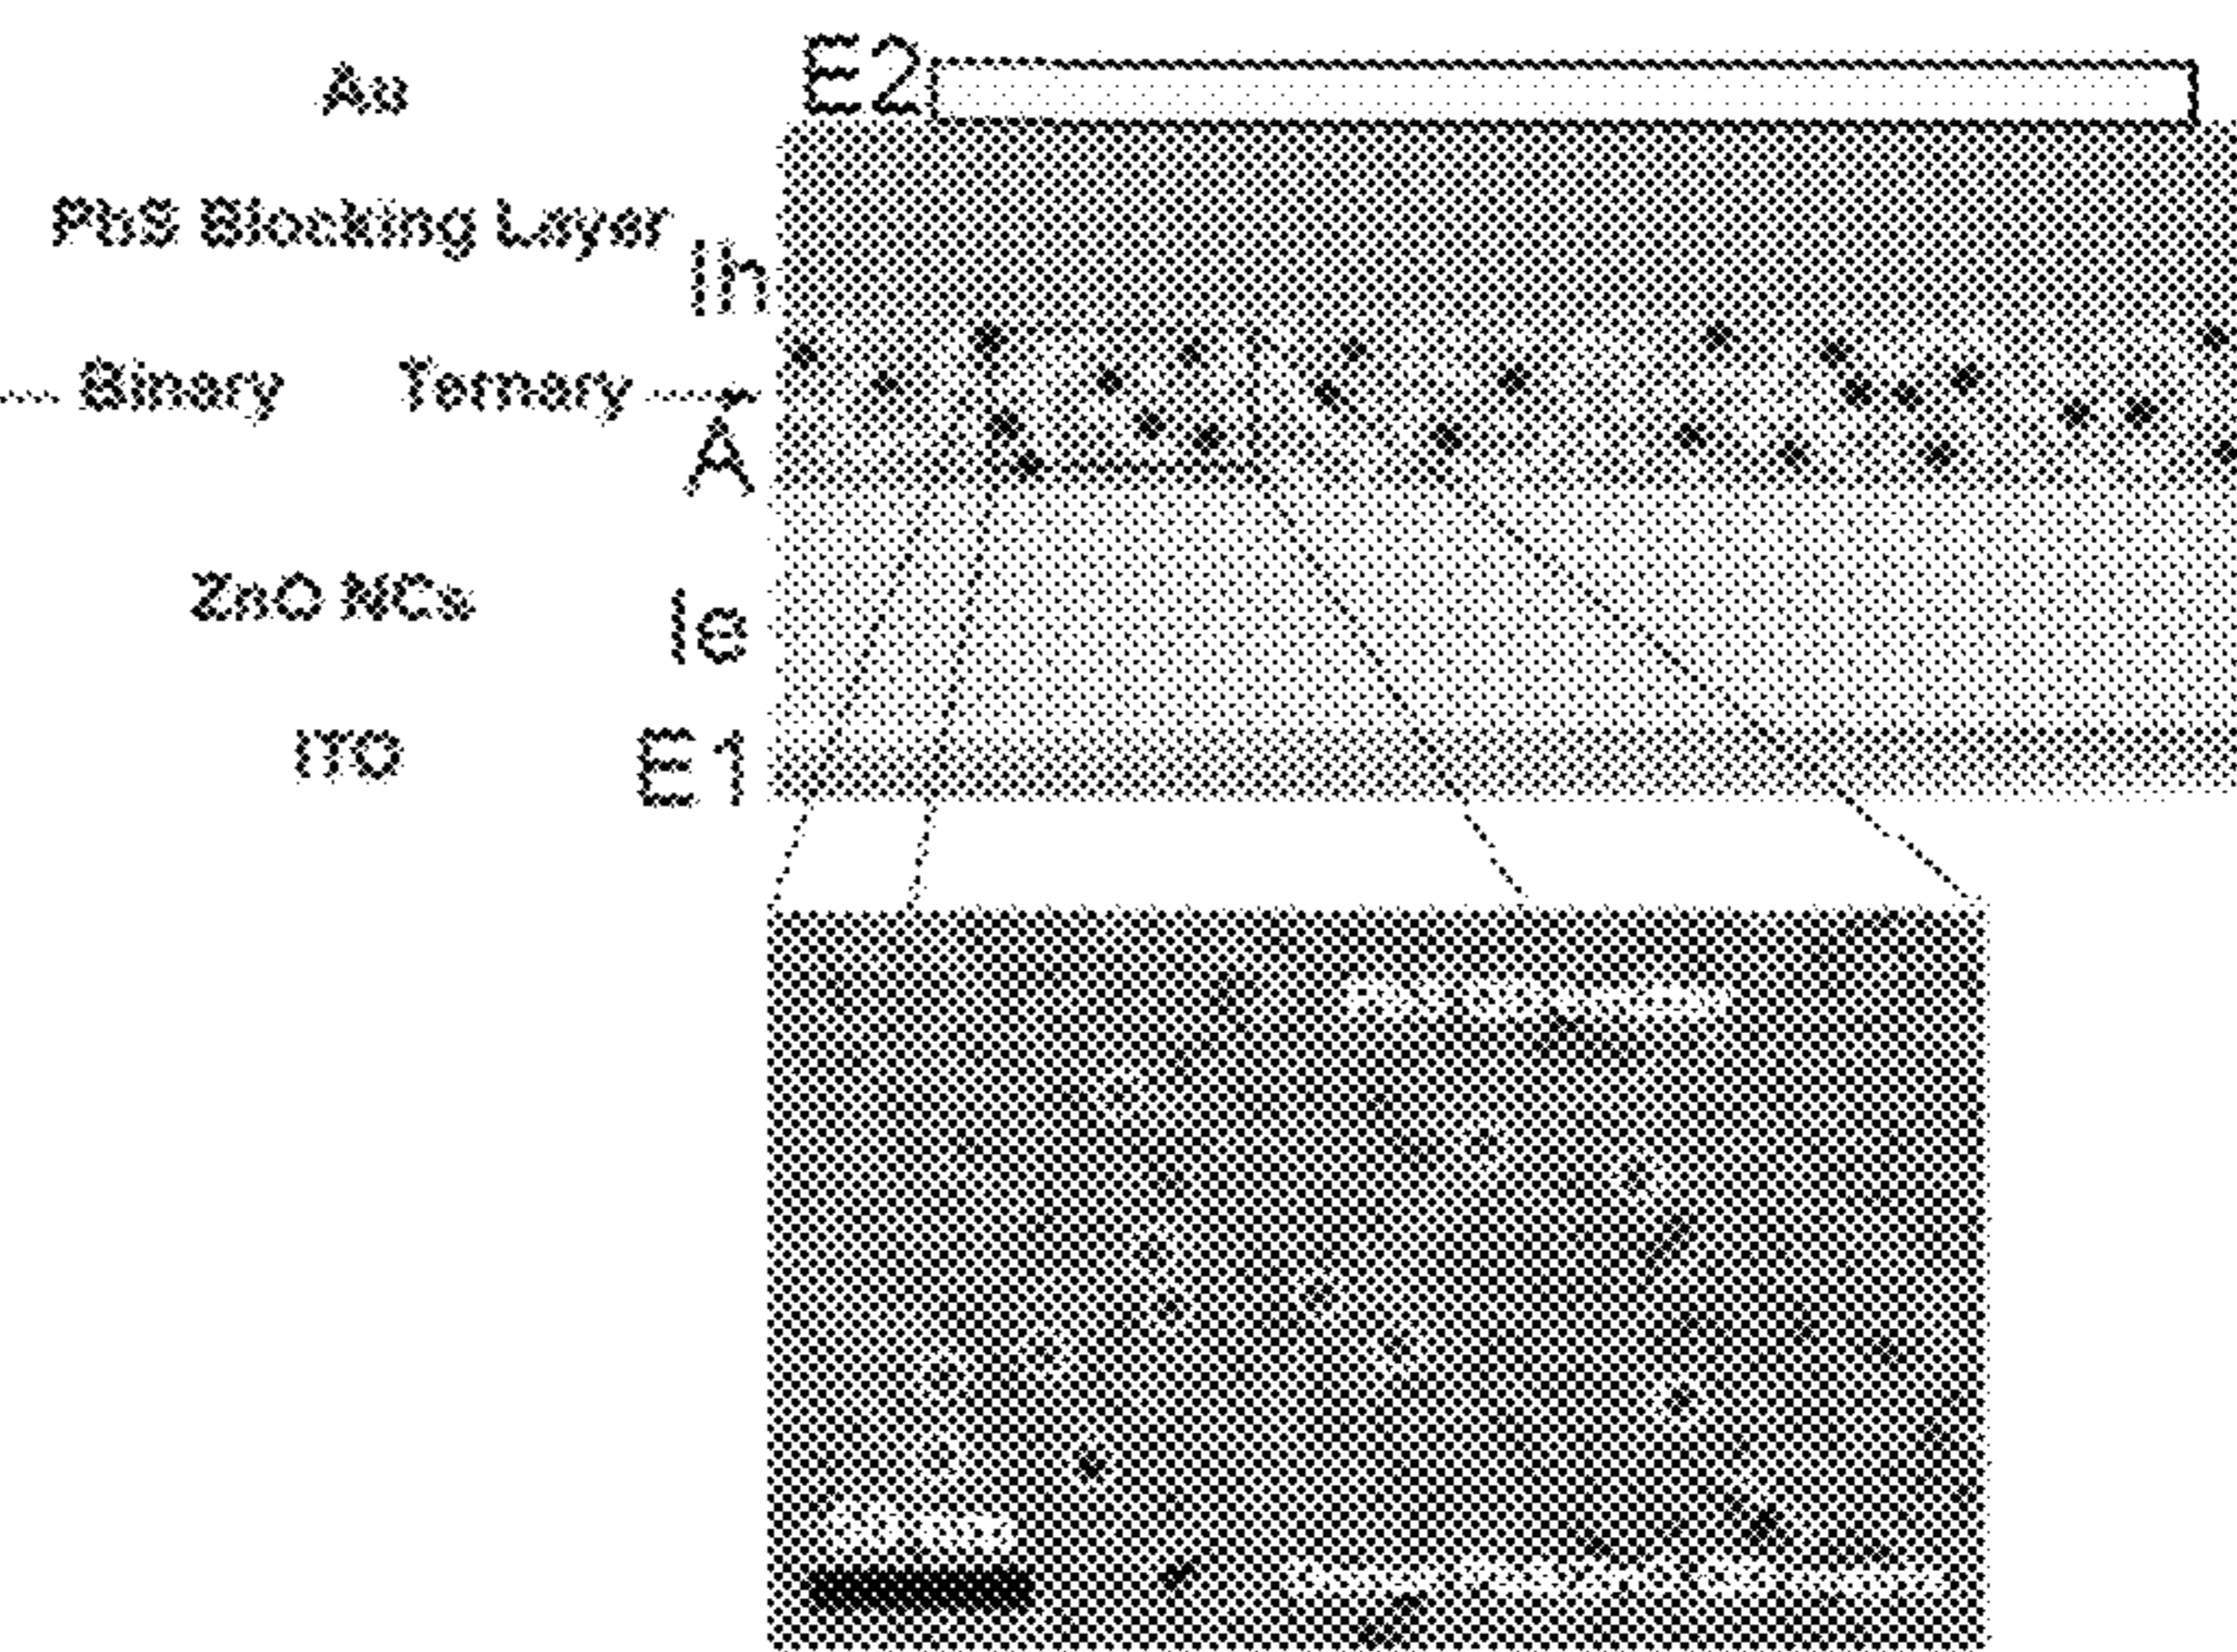 Au E2
PbS Blocking Layer Ih
Binary Ternary
A
ZnO NCs Ie
ITO E1